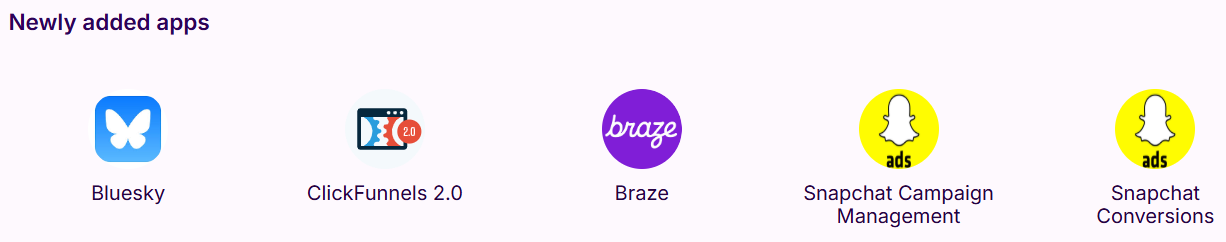 Newly added apps
2.0
braze
ads
ads
Bluesky
ClickFunnels 2.0
Braze
Snapchat Campaign
Management
Snapchat
Conversions